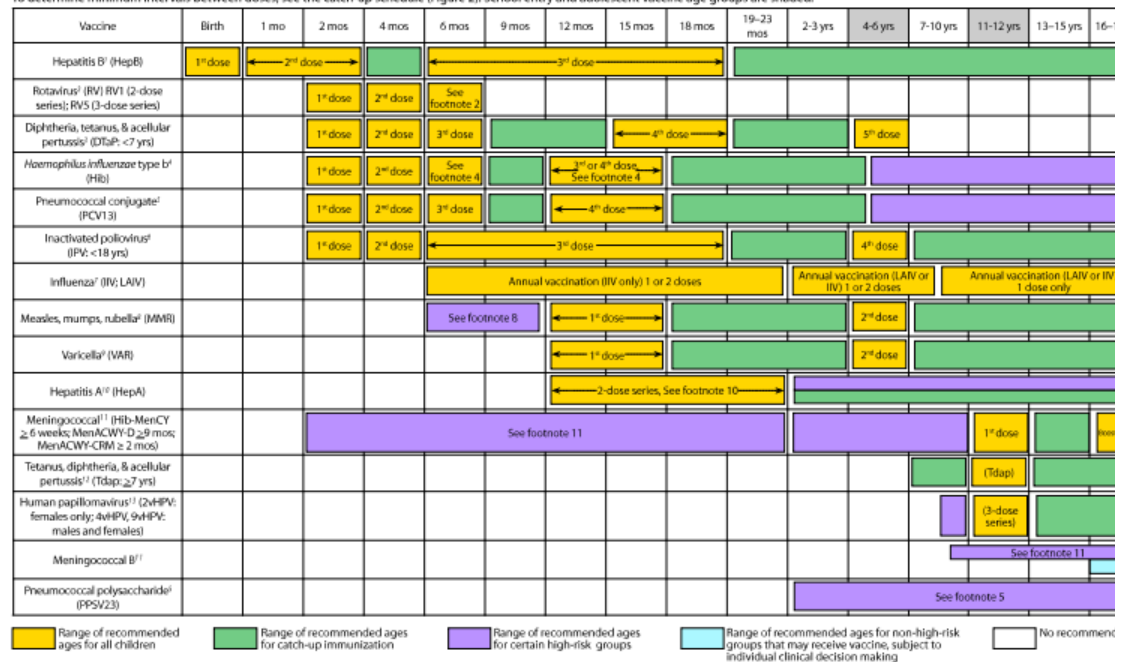 To determine minimum intervals between doses, see the catch-up schedule (Figure 2). School entry and adolescent vaccine age groups are shaded.
Vaccine Birth 1 mo 2 mos 4 mos 6 mos 9 mos 12 mos 15 mos 18 mos 19–23 mos 2-3 yrs 4-6 yrs 7-10 yrs 11-12 yrs 13–15 yrs 16–1
Hepatitis B¹ (HepB) 1st dose 2nd dose 3rd dose
Rotavirus² (RV) RV1 (2-dose
series); RV5 (3-dose series)
1st dose 2nd dose
See
footnote 2
Diphtheria, tetanus, & acellular
pertussis³ (DTaP: <7 yrs)
1st dose 2nd dose 3rd dose 4th dose 5th dose
Haemophilus influenzae type b⁴
(Hib)
1st dose 2nd dose
See
footnote 4
3rd or 4th dose,
See footnote 4
Pneumococcal conjugate⁵
(PCV13)
1st dose 2nd dose 3rd dose 4th dose
Inactivated poliovirus⁶
(IPV: <18 yrs)
1st dose 2nd dose 3rd dose 4th dose
Influenza⁷ (IIV; LAIV)
Annual vaccination (IIV only) 1 or 2 doses
Annual vaccination (LAIV or
IIV) 1 or 2 doses
Annual vaccination (LAIV or IIV
1 dose only
Measles, mumps, rubella⁸ (MMR) See footnote 8 1st dose 2nd dose
Varicella⁹ (VAR) 1st dose 2nd dose
Hepatitis A¹⁰ (HepA) 2-dose series, See footnote 10
Meningococcal¹¹ (Hib-MenCY
≥ 6 weeks; MenACWY-D ≥9 mos;
MenACWY-CRM ≥ 2 mos)
See footnote 11 1st dose
Tetanus, diphtheria, & acellular
pertussis¹² (Tdap: ≥7 yrs)
(Tdap)
Human papillomavirus¹³ (2vHPV:
females only; 4vHPV, 9vHPV:
males and females)
(3-dose
series)
Meningococcal B¹¹
See footnote 11
Pneumococcal polysaccharide⁵
(PPSV23)
See footnote 5
Range of recommended
ages for all children
Range of recommended ages
for catch-up immunization
Range of recommended ages
for certain high-risk groups
Range of recommended ages for non-high-risk
groups that may receive vaccine, subject to
individual clinical decision making
No recommen